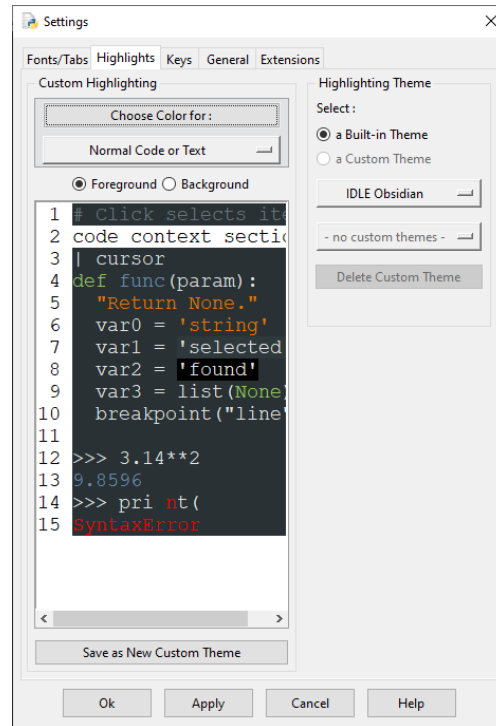 Settings
Fonts/Tabs Highlights Keys General Extensions
Custom Highlighting
Choose Color for :
Normal Code or Text
Foreground Background
1 # Click selects ite
2 code context sectio
3 | cursor
4 def func(param):
5 "Return None."
6 var0 = 'string'
7 var1 = 'selected
8 var2 = 'found'
9 var3 = list(None)
10 breakpoint("line"
11
12 >>> 3.14**2
13 9.8596
14 >>> pri nt(
15 SyntaxError
Save as New Custom Theme
Highlighting Theme
Select :
a Built-in Theme
a Custom Theme
IDLE Obsidian
- no custom themes -
Delete Custom Theme
Ok Apply Cancel Help